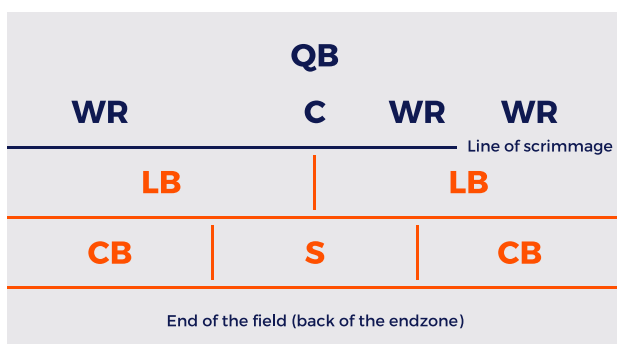 QB
WR C WR WR
Line of scrimmage
LB LB
CB S CB
End of the field (back of the endzone)